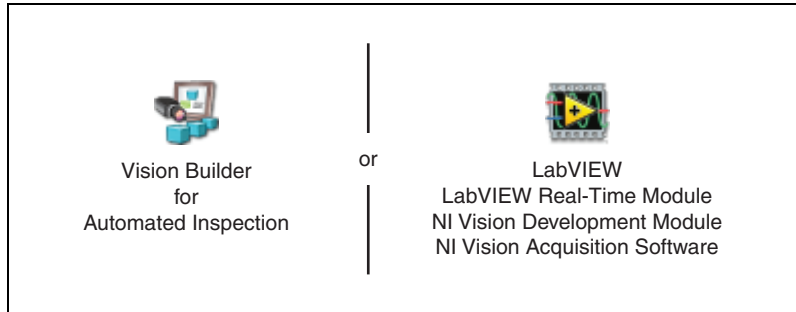 Vision Builder
for
Automated Inspection
or
LabVIEW
LabVIEW Real-Time Module
NI Vision Development Module
NI Vision Acquisition Software